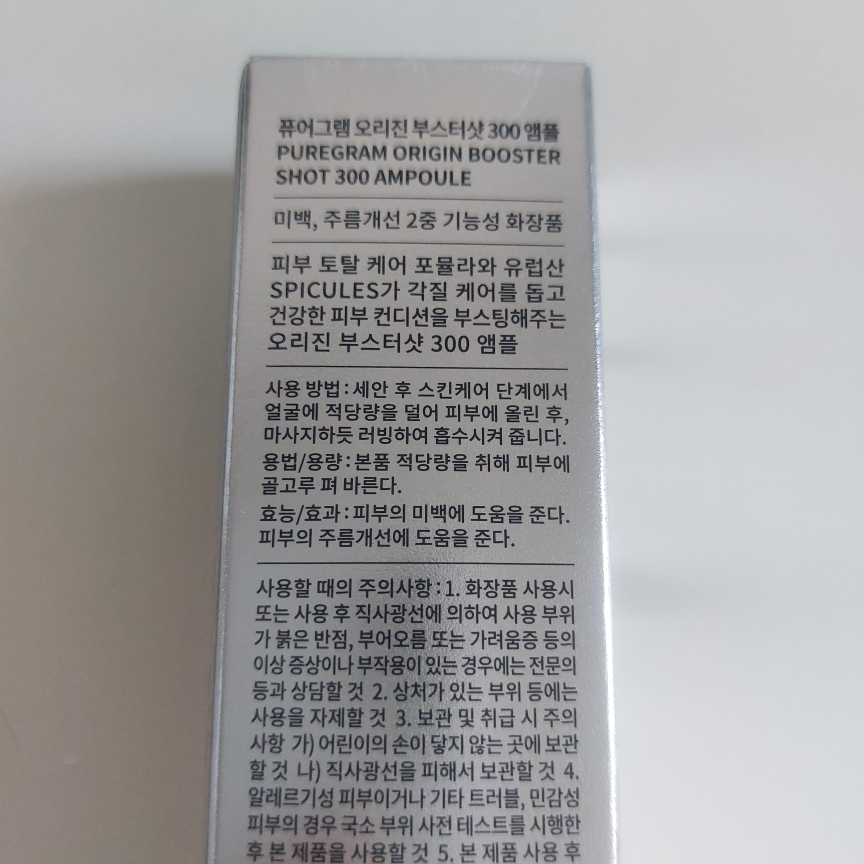 퓨어그램 오리진 부스터샷 300 앰플
PUREGRAM ORIGIN BOOSTER
SHOT 300 AMPOULE
미백, 주름개선 2중 기능성 화장품
피부 토탈 케어 포뮬라와 유럽산
SPICULES가 각질 케어를 돕고
건강한 피부 컨디션을 부스팅해주는
오리진 부스터샷 300 앰플
사용 방법 : 세안 후 스킨케어 단계에서
얼굴에 적당량을 덜어 피부에 올린 후,
마사지하듯 러빙하여 흡수시켜 줍니다.
용법/용량 : 본품 적당량을 취해 피부에
골고루 펴 바른다.
효능/효과 : 피부의 미백에 도움을 준다.
피부의 주름개선에 도움을 준다.
사용할 때의 주의사항 : 1. 화장품 사용시
또는 사용 후 직사광선에 의하여 사용 부위
가 붉은 반점, 부어오름 또는 가려움증 등의
이상 증상이나 부작용이 있는 경우에는 전문의
등과 상담할 것 2. 상처가 있는 부위 등에는
사용을 자제할 것 3. 보관 및 취급 시 주의
사항 가) 어린이의 손이 닿지 않는 곳에 보관
할 것 나) 직사광선을 피해서 보관할 것 4.
알레르기성 피부이거나 기타 트러블, 민감성
피부의 경우 국소 부위 사전 테스트를 시행한
후 본 제품을 사용할 것 5. 본 제품 사용 후